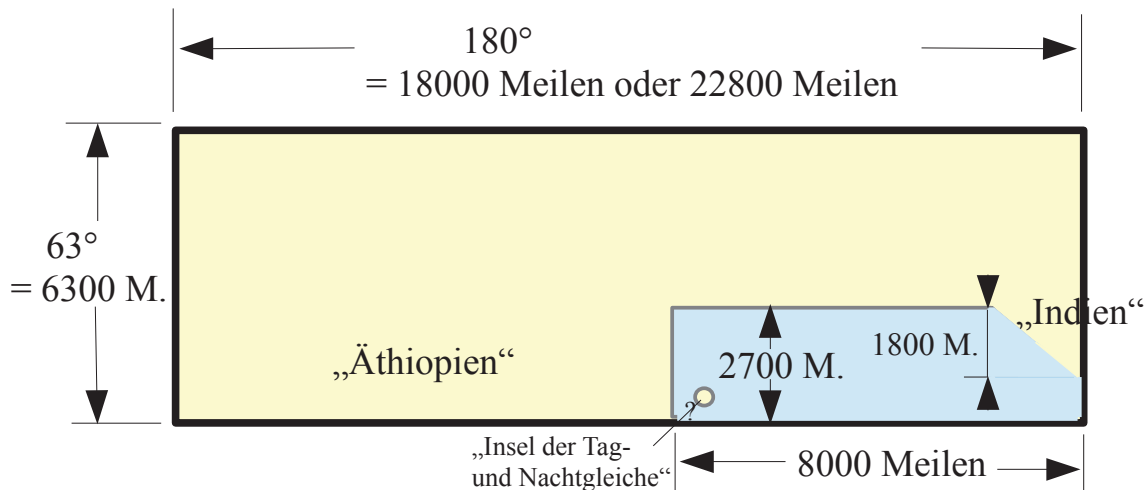 180°
= 18000 Meilen oder 22800 Meilen
63°
= 6300 M.
„Indien“
1800 M.
2700 M.
„Äthiopien“
?
„Insel der Tag-
und Nachtgleiche“
8000 Meilen